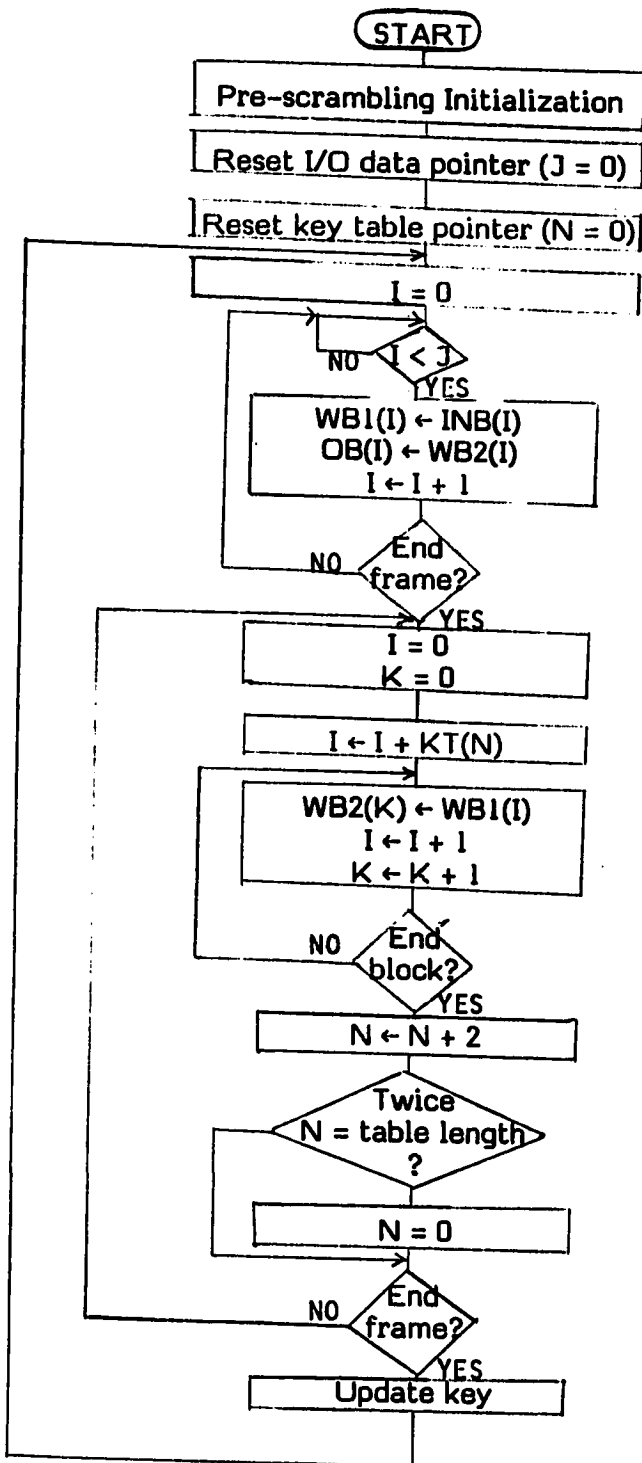 START
Pre-scrambling Initialization
Reset I/O data pointer (J = 0)
Reset key table pointer (N = 0)
I = 0
I < J
NO
YES
WB1(I) ← INB(I)
OB(I) ← WB2(I)
I ← I + 1
End
NO
frame?
YES
I = 0
K = 0
I ← I + KT(N)
WB2(K) ← WB1(I)
I ← I + 1
K ← K + 1
NO
End
block?
YES
N ← N + 2
Twice
N = table length
?
N = 0
NO
End
frame?
YES
Update key